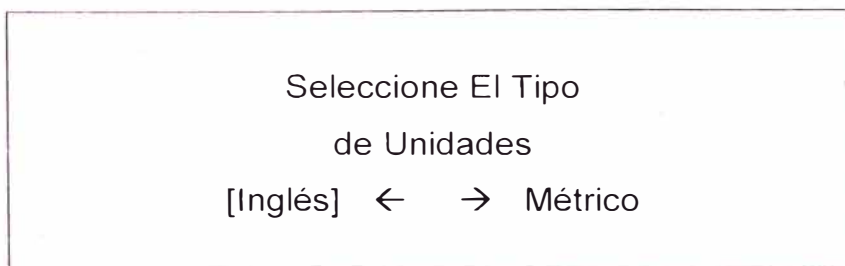 Seleccione El Tipo
de Unidades
[Inglés] ← → Métrico